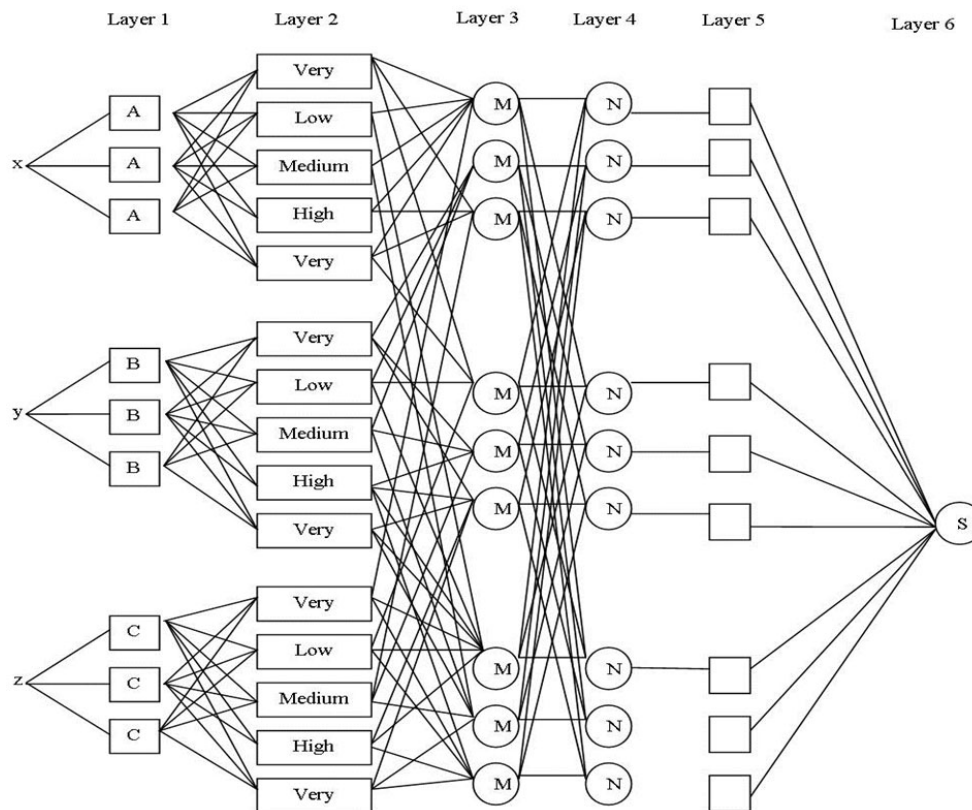 Layer 1 Layer 2 Layer 3 Layer 4 Layer 5 Layer 6
Very
A M N
Low
x A Medium M N
A High M N
Very
Very
B
Low M N
y B
Medium
B High M N
Very M N
S
Very
C
Low M N
z C
Medium
C M N
High
Very M N